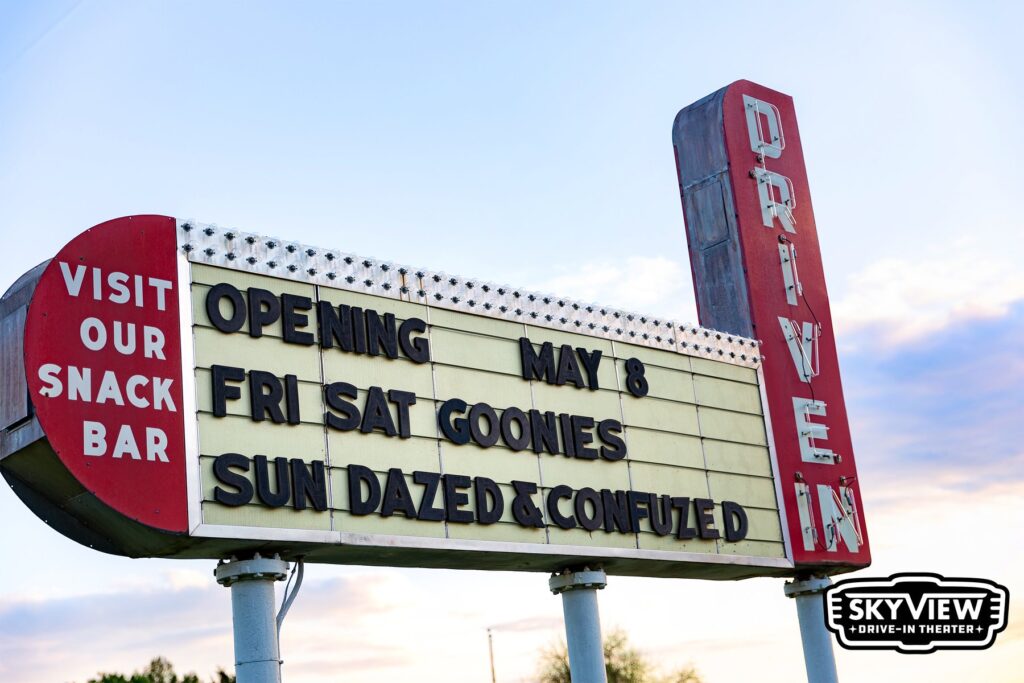 VISIT
OUR
SNACK
BAR
OPENING MAY 8
FRI SAT GOONIES
SUN DAZED & CONFUZED
DRIVE IN
SKYVIEW
DRIVE-IN THEATER